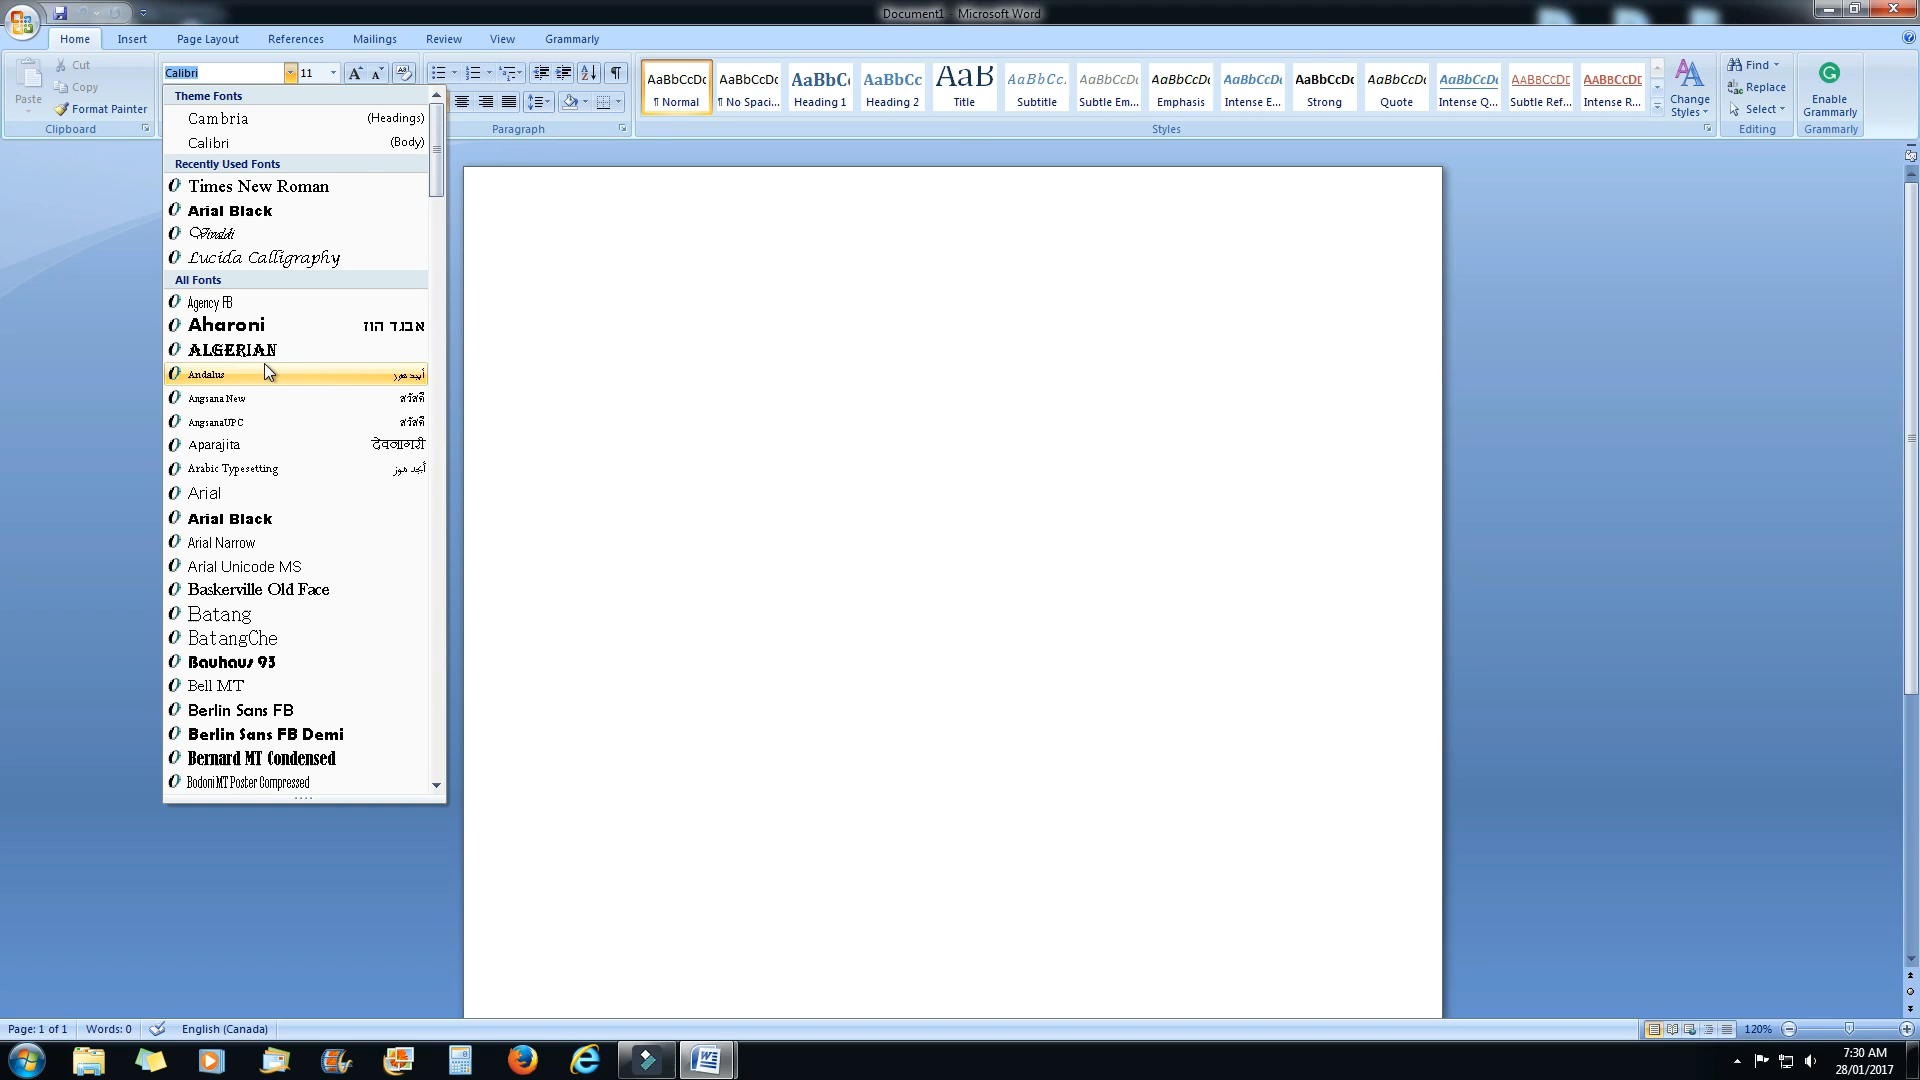 Document1 - Microsoft Word
Home Insert Page Layout References Mailings Review View Grammarly
Paste
Cut
Copy
Format Painter
Clipboard
Calibri 11
Paragraph
AaBbCcDc ¶ Normal
AaBbCcDc ¶ No Spaci...
AaBbC Heading 1
AaBbCc Heading 2
AaB Title
AaBbCc. Subtitle
AaBbCcDc Subtle Em...
AaBbCcDc Emphasis
AaBbCcDc Intense E...
AaBbCcDc Strong
AaBbCcDc Quote
AaBbCcDc Intense Q...
AABBCCDE Subtle Ref...
AABBCCDE Intense R...
Change Styles
Styles
Find
Replace
Select
Editing
Enable Grammarly
Grammarly
Theme Fonts
Cambria (Headings)
Calibri (Body)
Recently Used Fonts
Times New Roman
Arial Black
Vivaldi
Lucida Calligraphy
All Fonts
Agency FB
Aharoni אבגד הוז
ALGERIAN
Andalus أبجد هوز
Angsana New สวัสดี
AngsanaUPC สวัสดี
Aparajita देवनागरी
Arabic Typesetting أبجد هوز
Arial
Arial Black
Arial Narrow
Arial Unicode MS
Baskerville Old Face
Batang
BatangChe
Bauhaus 93
Bell MT
Berlin Sans FB
Berlin Sans FB Demi
Bernard MT Condensed
Bodoni MT Poster Compressed
Page: 1 of 1 Words: 0 English (Canada) 120%
7:30 AM
28/01/2017